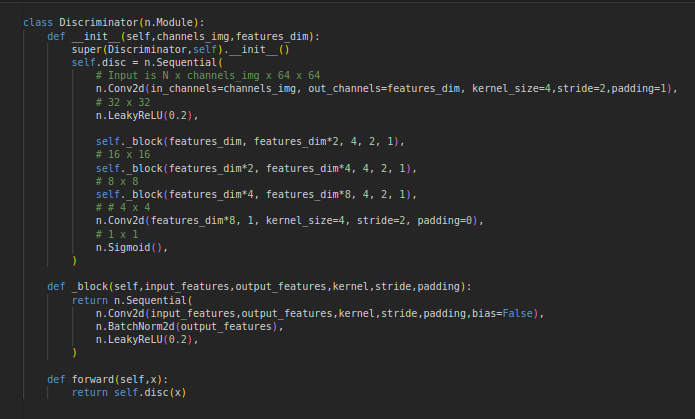 class Discriminator(n.Module):
    def __init__(self,channels_img,features_dim):
        super(Discriminator,self).__init__()
        self.disc = n.Sequential(
            # Input is N x channels_img x 64 x 64
            n.Conv2d(in_channels=channels_img, out_channels=features_dim, kernel_size=4,stride=2,padding=1),
            # 32 x 32
            n.LeakyReLU(0.2),

            self._block(features_dim, features_dim*2, 4, 2, 1),
            # 16 x 16
            self._block(features_dim*2, features_dim*4, 4, 2, 1),
            # 8 x 8
            self._block(features_dim*4, features_dim*8, 4, 2, 1),
            # # 4 x 4
            n.Conv2d(features_dim*8, 1, kernel_size=4, stride=2, padding=0),
            # 1 x 1
            n.Sigmoid(),
        )

    def _block(self,input_features,output_features,kernel,stride,padding):
        return n.Sequential(
            n.Conv2d(input_features,output_features,kernel,stride,padding,bias=False),
            n.BatchNorm2d(output_features),
            n.LeakyReLU(0.2),
        )

    def forward(self,x):
        return self.disc(x)